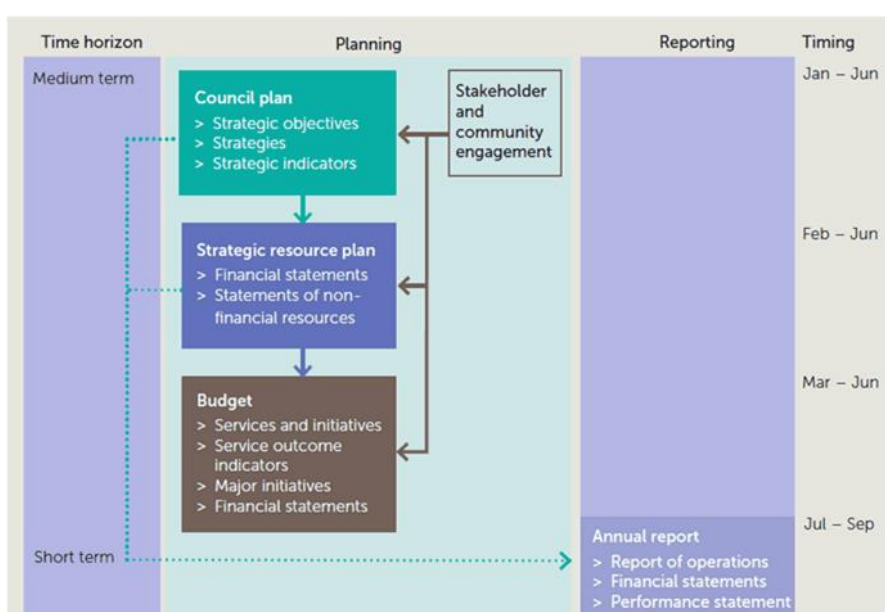 Time horizon
Planning
Reporting
Timing
Medium term
Jan – Jun
Council plan
> Strategic objectives
> Strategies
> Strategic indicators
Stakeholder
and
community
engagement
Feb – Jun
Strategic resource plan
> Financial statements
> Statements of non-
financial resources
Mar – Jun
Budget
> Services and initiatives
> Service outcome
indicators
> Major initiatives
> Financial statements
Jul – Sep
Short term
Annual report
> Report of operations
> Financial statements
> Performance statement